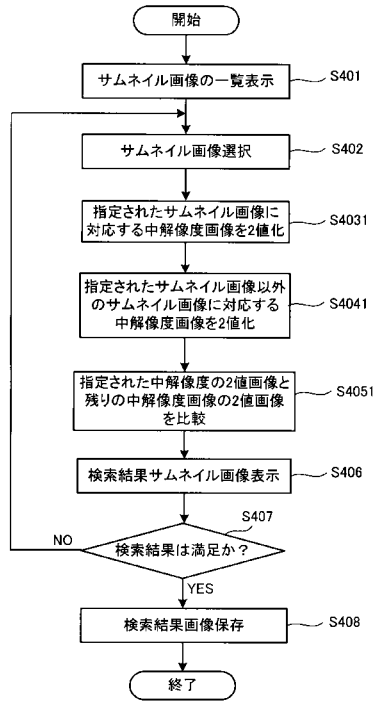 開始
サムネイル画像の一覧表示
S401
サムネイル画像選択
S402
指定されたサムネイル画像に
対応する中解像度画像を2値化
S4031
指定されたサムネイル画像以外
のサムネイル画像に対応する
中解像度画像を2値化
S4041
指定された中解像度の2値画像と
残りの中解像度画像の2値画像
を比較
S4051
検索結果サムネイル画像表示
S406
S407
NO
検索結果は満足か？
YES
検索結果画像保存
S408
終了